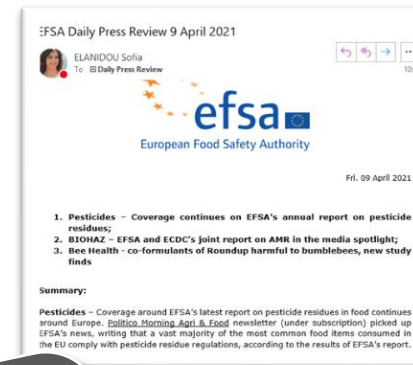 EFSA Daily Press Review 9 April 2021
ELANIDOU Sofia
To Daily Press Review
efsa
European Food Safety Authority
Fri. 09 April 2021
1. Pesticides – Coverage continues on EFSA's annual report on pesticide
residues;
2. BIOHAZ – EFSA and ECDC's joint report on AMR in the media spotlight;
3. Bee Health - co-formulants of Roundup harmful to bumblebees, new study
finds
Summary:
Pesticides – Coverage around EFSA's latest report on pesticide residues in food continues
around Europe. Politico Morning Agri & Food newsletter (under subscription) picked up
EFSA's news, writing that a vast majority of the most common food items consumed in
the EU comply with pesticide residue regulations, according to the results of EFSA's report.